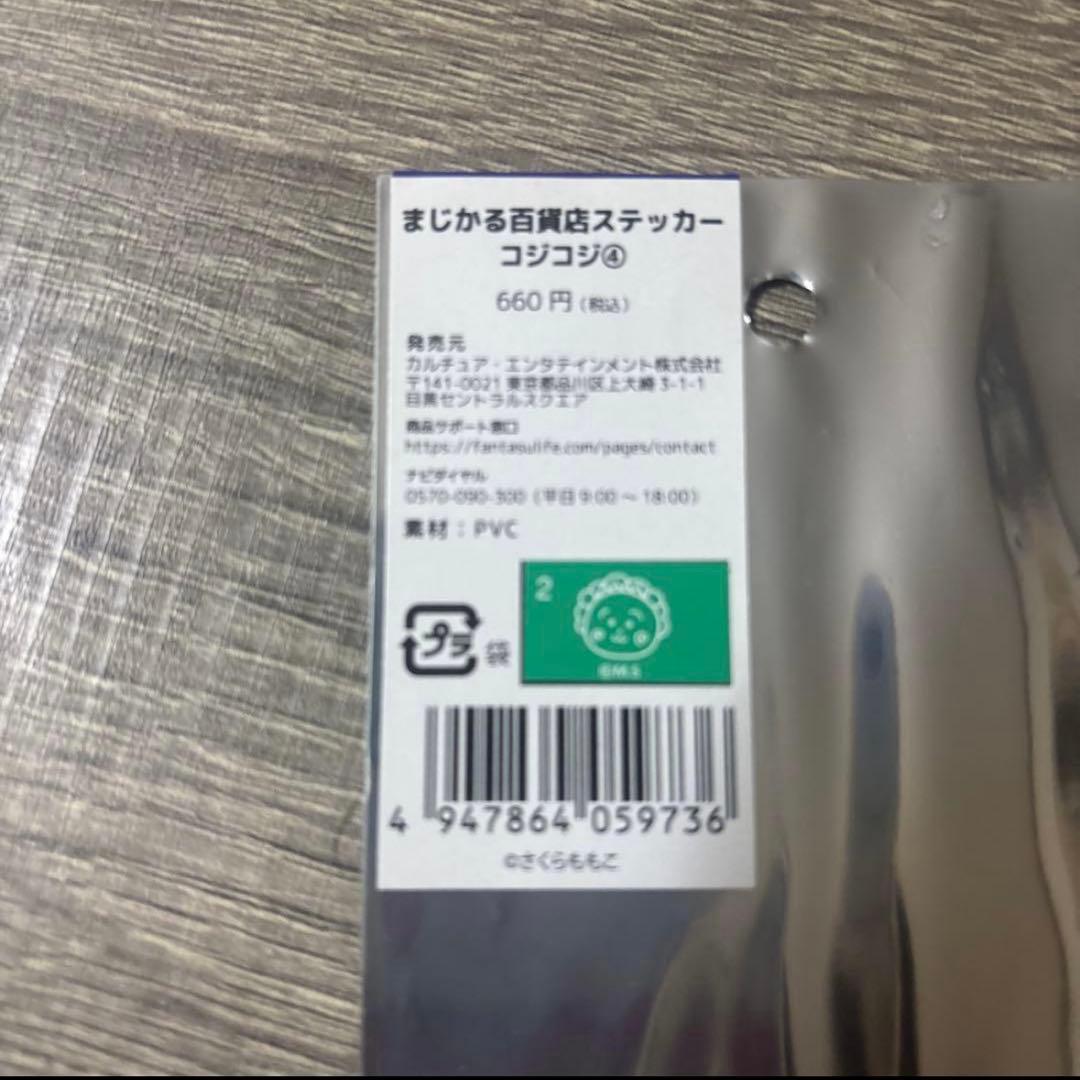 まじかる百貨店ステッカー
コジコジ④
660円(税込)
発売元
カルチュア・エンタテインメント株式会社
〒141-0021 東京都品川区上大崎3-1-1
目黒セントラルスクエア
商品サポート窓口
https://fantasulife.com/pages/contact
ナビダイヤル
0570-090-300(平日9:00〜18:00)
素材：PVC
2
プラ 袋
4 947864 059736
©さくらももこ